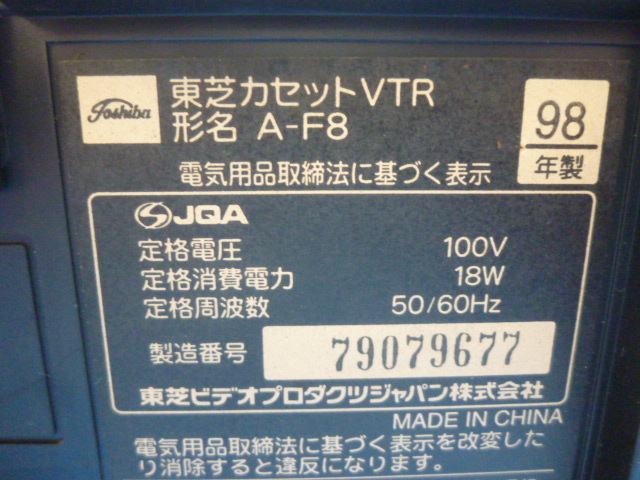 Toshiba
東芝カセットVTR
形名 A-F8
98
年製
電気用品取締法に基づく表示
JQA
定格電圧 100V
定格消費電力 18W
定格周波数 50/60Hz
製造番号 79079677
東芝ビデオプロダクツジャパン株式会社
MADE IN CHINA
電気用品取締法に基づく表示を改変した
り消除すると違反になります。